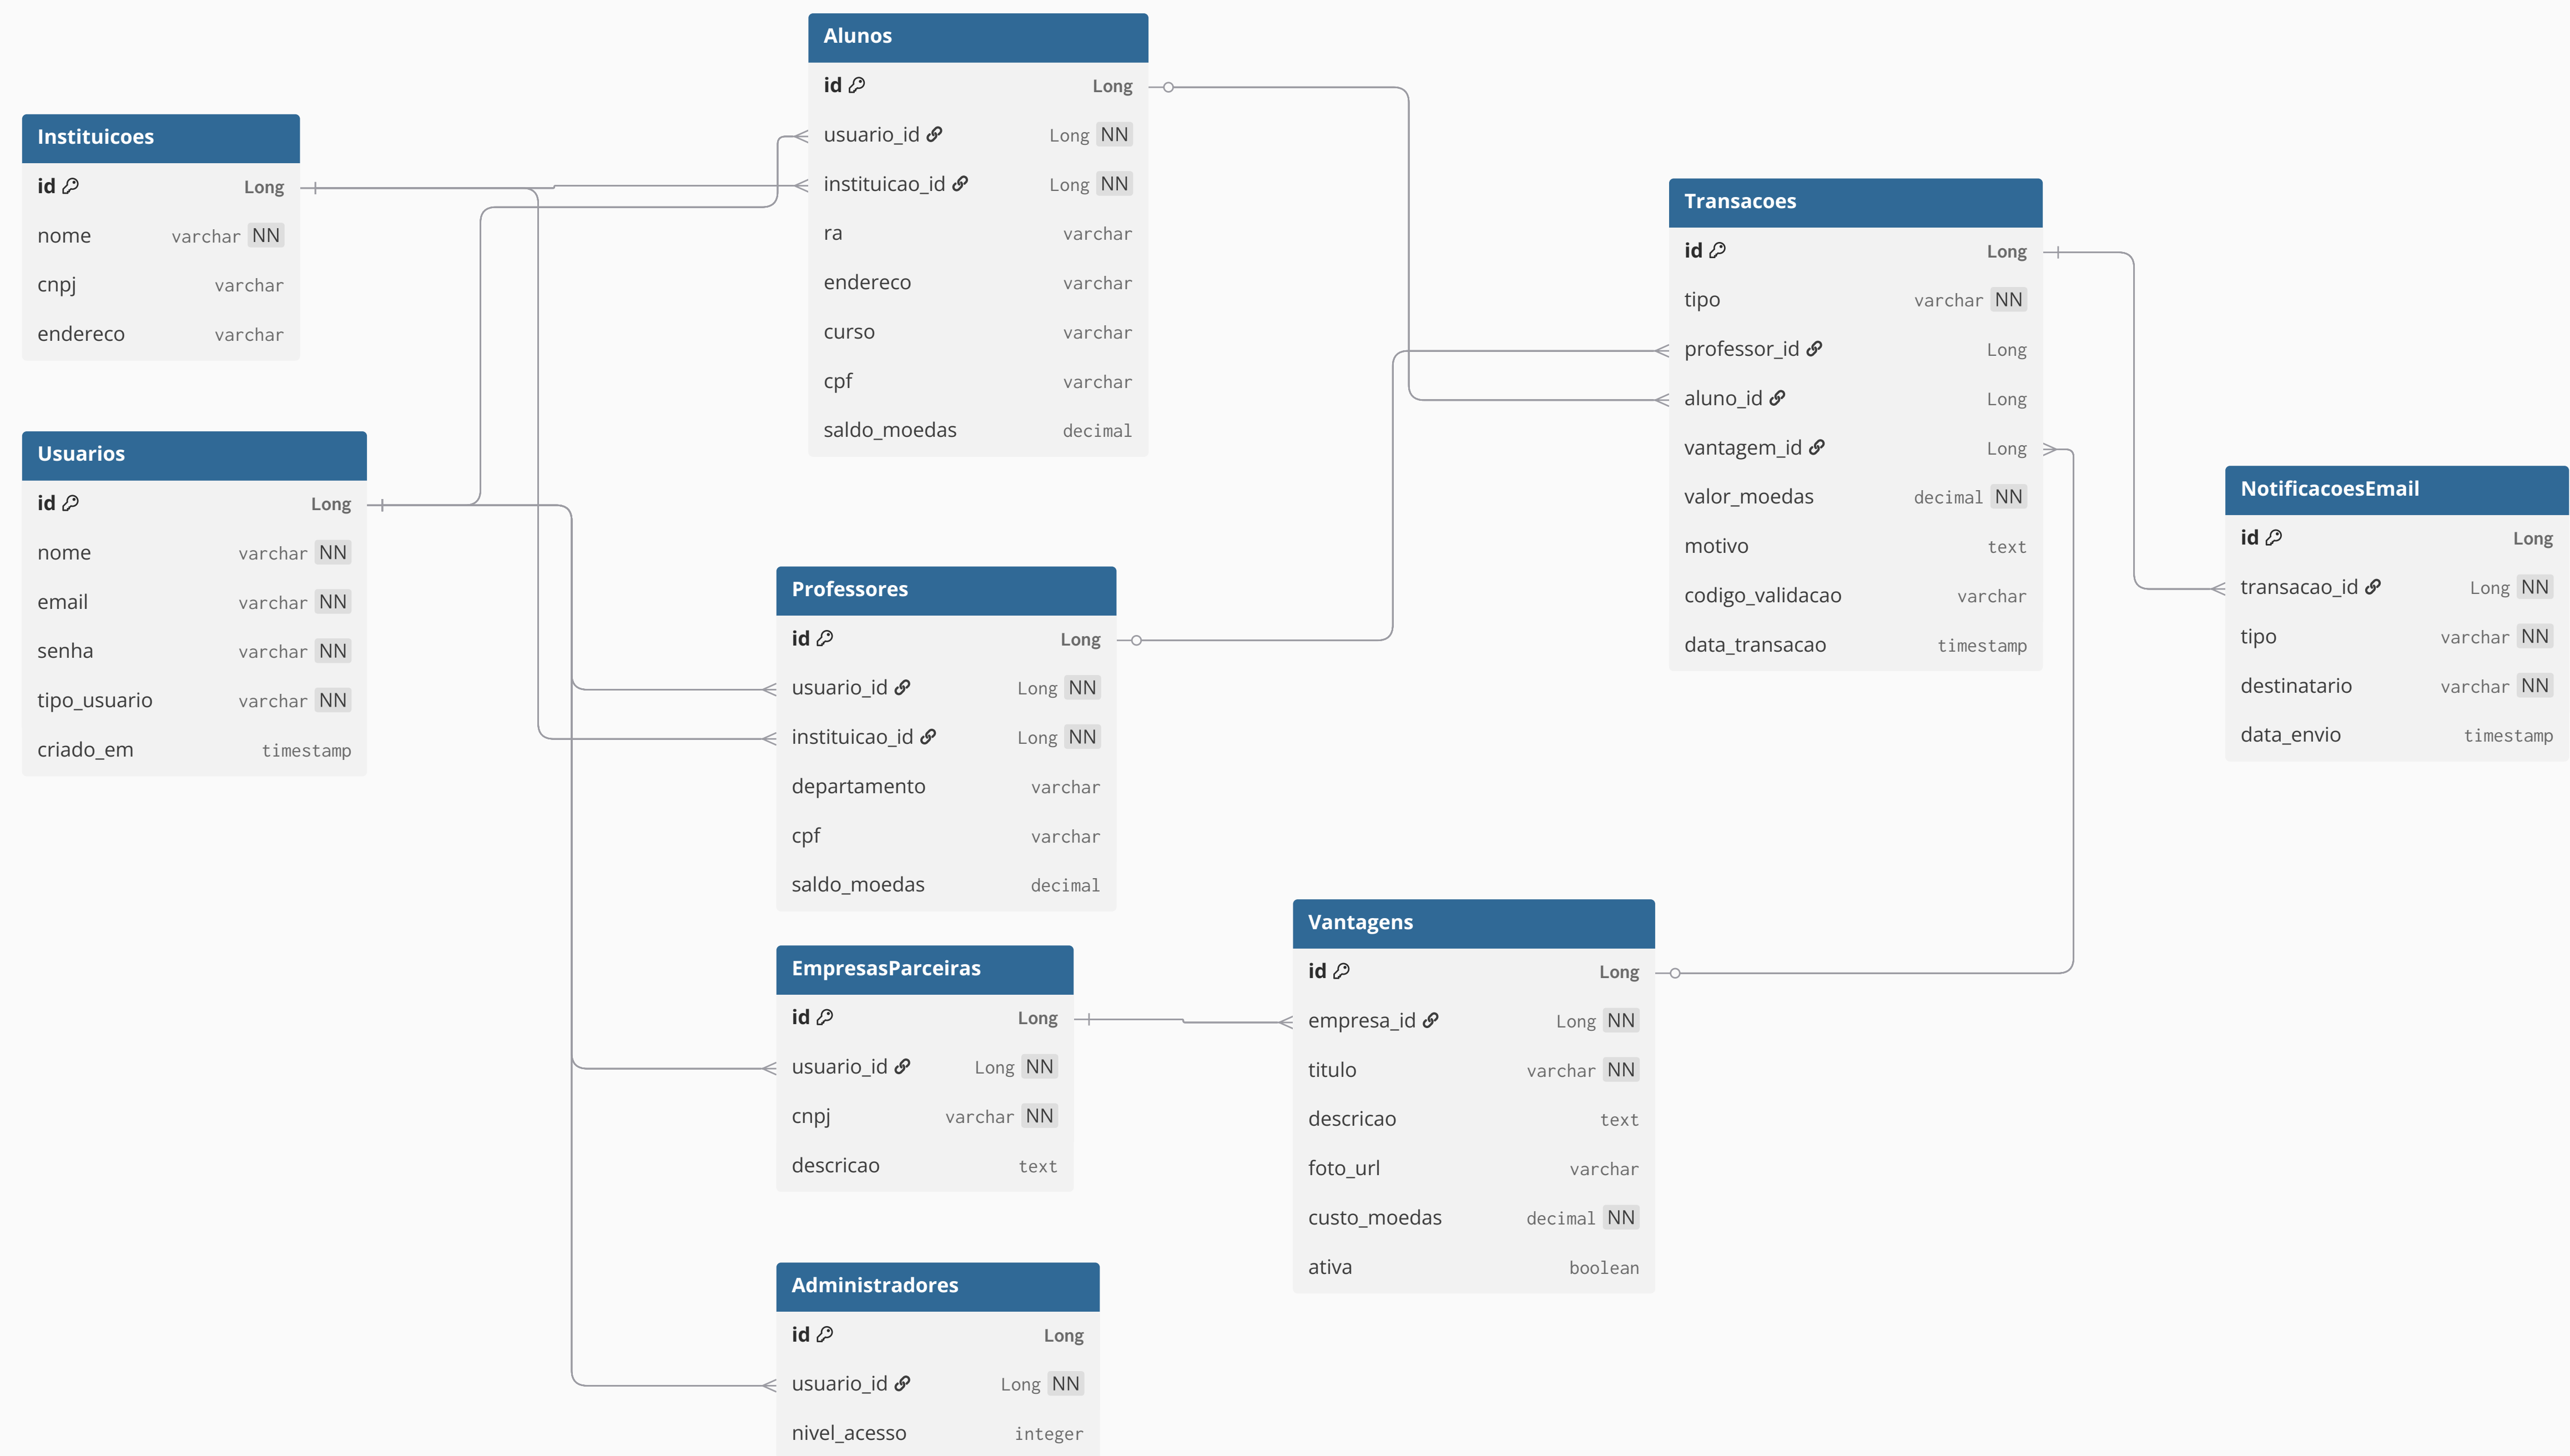 Instituicoes
id Long
nome varchar NN
cnpj varchar
endereco varchar
Usuarios
id Long
nome varchar NN
email varchar NN
senha varchar NN
tipo_usuario varchar NN
criado_em timestamp
Alunos
id Long
usuario_id Long NN
instituicao_id Long NN
ra varchar
endereco varchar
curso varchar
cpf varchar
saldo_moedas decimal
Professores
id Long
usuario_id Long NN
instituicao_id Long NN
departamento varchar
cpf varchar
saldo_moedas decimal
EmpresasParceiras
id Long
usuario_id Long NN
cnpj varchar NN
descricao text
Administradores
id Long
usuario_id Long NN
nivel_acesso integer
Vantagens
id Long
empresa_id Long NN
titulo varchar NN
descricao text
foto_url varchar
custo_moedas decimal NN
ativa boolean
Transacoes
id Long
tipo varchar NN
professor_id Long
aluno_id Long
vantagem_id Long
valor_moedas decimal NN
motivo text
codigo_validacao varchar
data_transacao timestamp
NotificacoesEmail
id Long
transacao_id Long NN
tipo varchar NN
destinatario varchar NN
data_envio timestamp